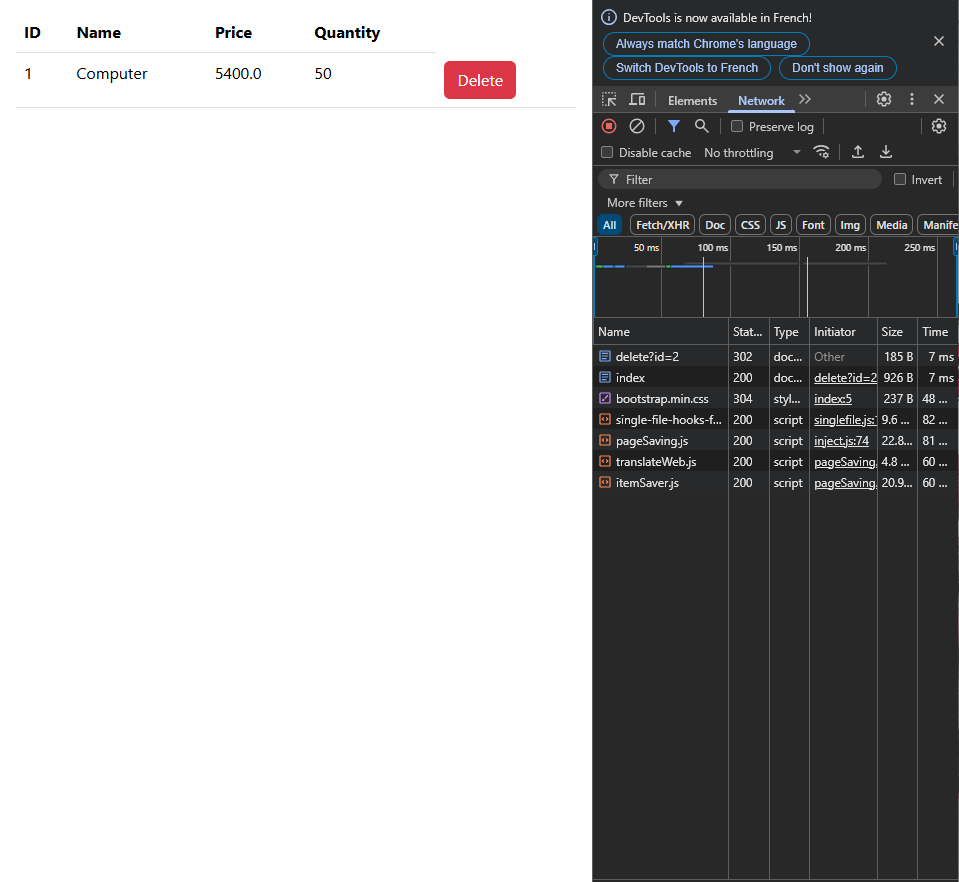 ID Name Price Quantity
1 Computer 5400.0 50 Delete
DevTools is now available in French!
Always match Chrome's language
Switch DevTools to French Don't show again
Elements Network
Preserve log
Disable cache No throttling
Filter Invert
More filters
All Fetch/XHR Doc CSS JS Font Img Media Manife
50 ms 100 ms 150 ms 200 ms 250 ms
Name Stat... Type Initiator Size Time
delete?id=2 302 doc... Other 185 B 7 ms
index 200 doc... delete?id=2 926 B 7 ms
bootstrap.min.css 304 styl... index:5 237 B 48 ...
single-file-hooks-f... 200 script singlefile.js: 9.6 ... 82 ...
pageSaving.js 200 script inject.js:74 22.8... 81 ...
translateWeb.js 200 script pageSaving. 4.8 ... 60 ...
itemSaver.js 200 script pageSaving. 20.9... 60 ...